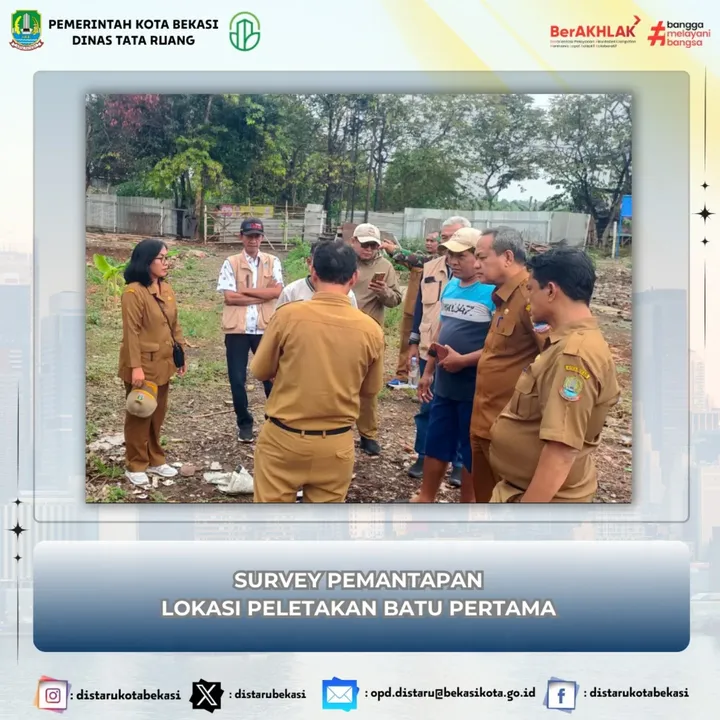 PEMERINTAH KOTA BEKASI
DINAS TATA RUANG
BerAKHLAK
#bangga
melayani
bangsa
SURVEY PEMANTAPAN
LOKASI PELETAKAN BATU PERTAMA
: distarukotabekasi
: distarubekasi
: opd.distaru@bekasikota.go.id
: distarukotabekasi